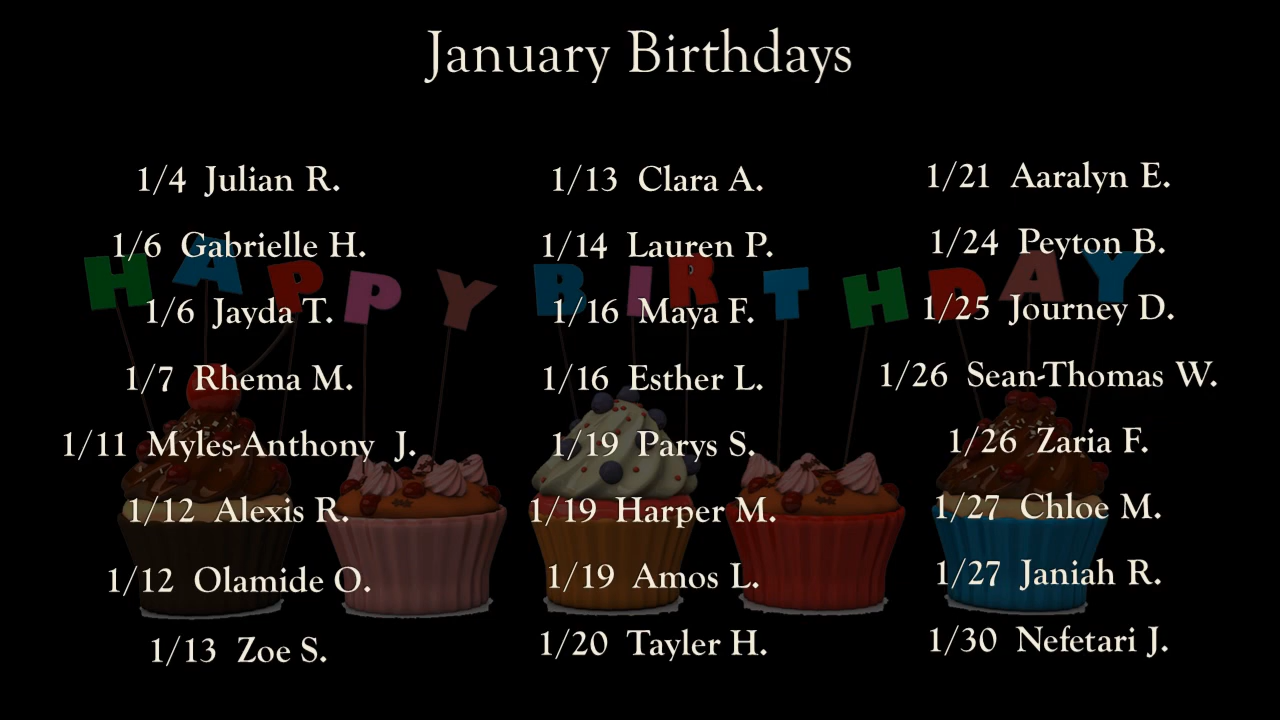 January Birthdays
1/4 Julian R.
1/6 Gabrielle H.
1/6 Jayda T.
1/7 Rhema M.
1/11 Myles-Anthony J.
1/12 Alexis R.
1/12 Olamide O.
1/13 Zoe S.
1/13 Clara A.
1/14 Lauren P.
1/16 Maya F.
1/16 Esther L.
1/19 Parys S.
1/19 Harper M.
1/19 Amos L.
1/20 Tayler H.
1/21 Aaralyn E.
1/24 Peyton B.
1/25 Journey D.
1/26 Sean-Thomas W.
1/26 Zaria F.
1/27 Chloe M.
1/27 Janiah R.
1/30 Nefetari J.
HAPPY BIRTHDAY